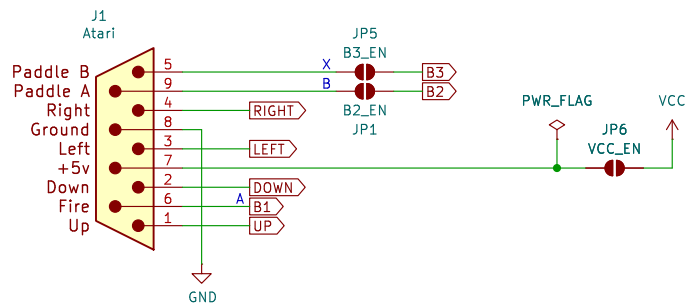 J1
Atari
JP5
B3_EN
Paddle B 5 X B3
Paddle A 9 B B2
B2_EN
JP1
Right 4 RIGHT
Ground 8
Left 3 LEFT
+5v 7
Down 2 DOWN
Fire 6 A B1
Up 1 UP
GND
PWR_FLAG
JP6
VCC_EN
VCC